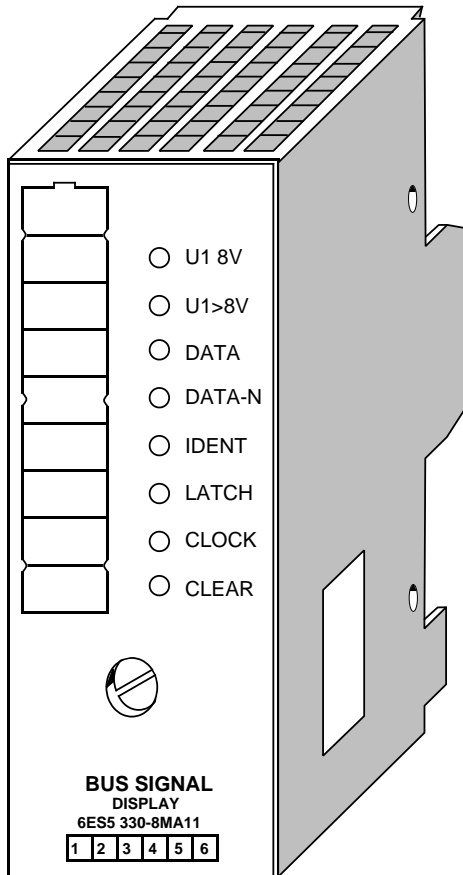 U1 8V
U1>8V
DATA
DATA-N
IDENT
LATCH
CLOCK
CLEAR
BUS SIGNAL
DISPLAY
6ES5 330-8MA11
1 2 3 4 5 6